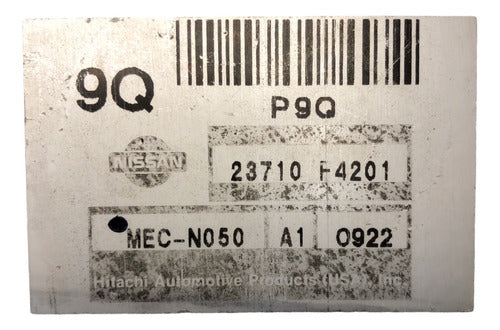 9Q
P9Q
NISSAN
23710 F4201
MEC-N050 A1 0922
Hitachi Automotive Products (USA), Inc.